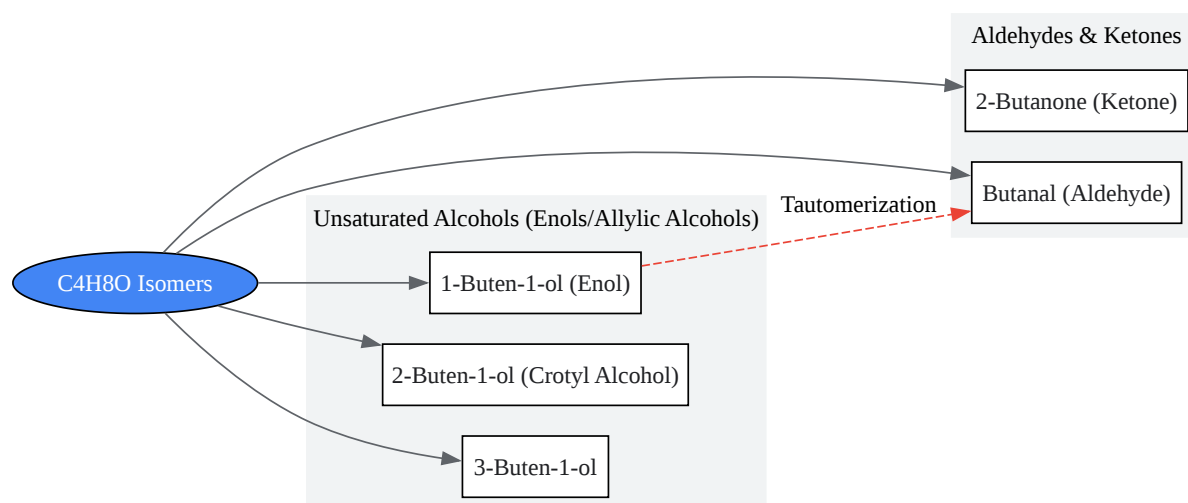 Aldehydes & Ketones
2-Butanone (Ketone)
Butanal (Aldehyde)
Tautomerization
Unsaturated Alcohols (Enols/Allylic Alcohols)
C4H8O Isomers
1-Buten-1-ol (Enol)
2-Buten-1-ol (Crotyl Alcohol)
3-Buten-1-ol